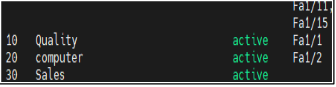 Fa1/11,
Fa1/15
10 Quality active Fa1/1
20 computer active Fa1/2
30 Sales active